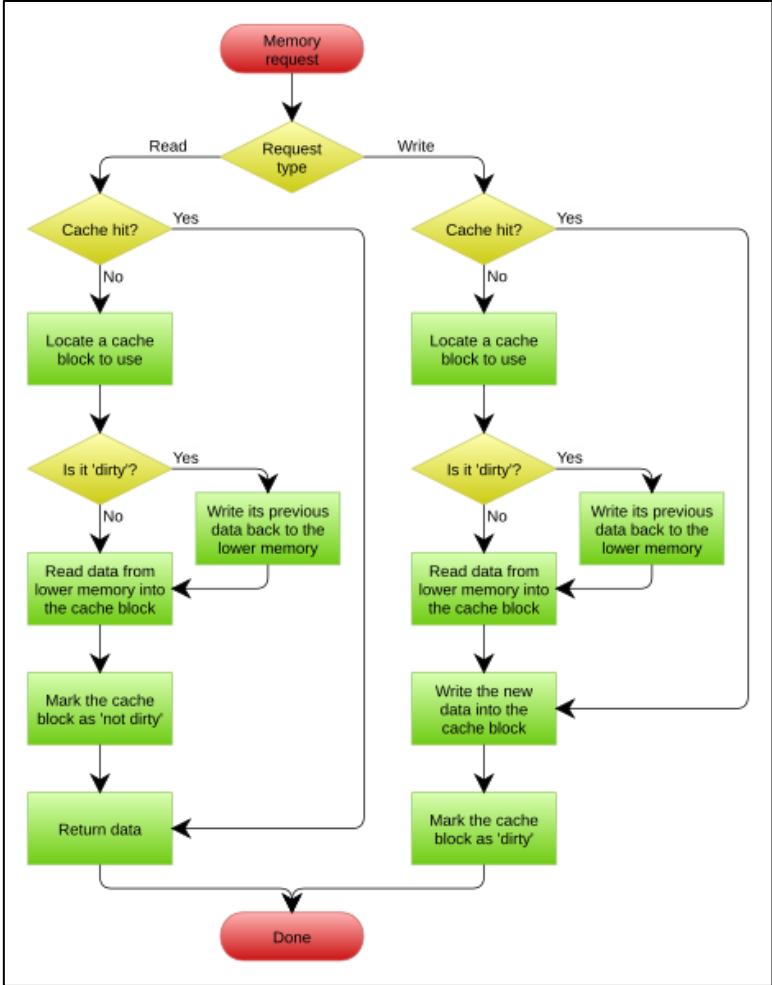 Memory
request
Request
type
Read
Write
Cache hit?
Yes
No
Locate a cache
block to use
Is it 'dirty'?
Yes
No
Write its previous
data back to the
lower memory
Read data from
lower memory into
the cache block
Mark the cache
block as 'not dirty'
Return data
Cache hit?
Yes
No
Locate a cache
block to use
Is it 'dirty'?
Yes
No
Write its previous
data back to the
lower memory
Read data from
lower memory into
the cache block
Write the new
data into the
cache block
Mark the cache
block as 'dirty'
Done